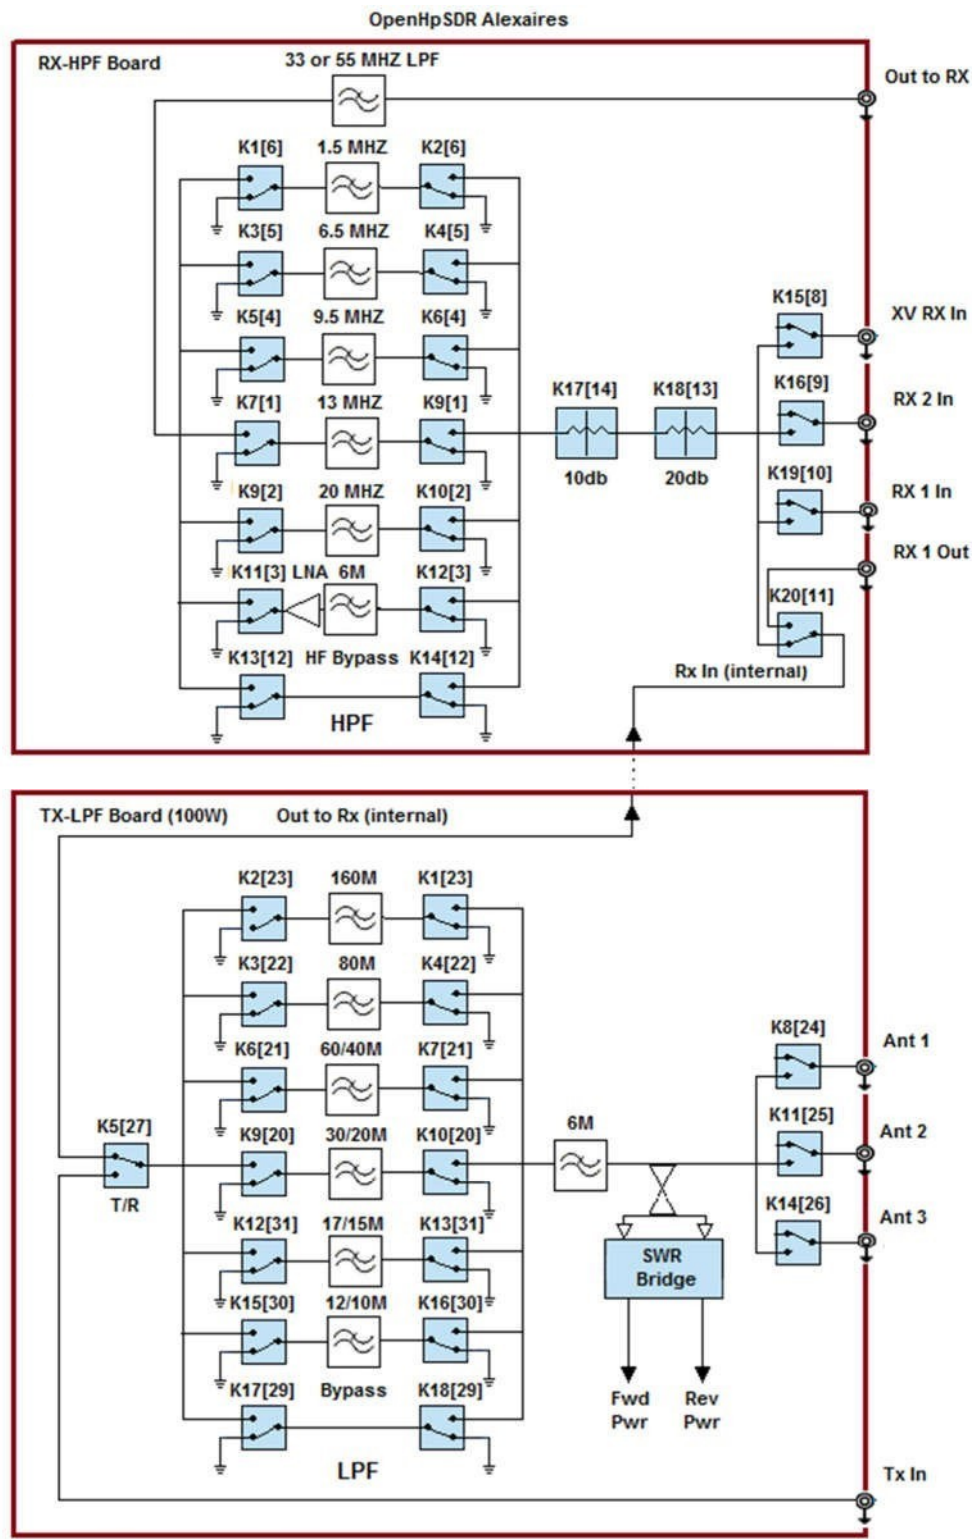 OpenHpSDR Alexaires
RX-HPF Board
33 or 55 MHZ LPF
Out to RX
K1[6]
1.5 MHZ
K2[6]
K3[5]
6.5 MHZ
K4[5]
K5[4]
9.5 MHZ
K6[4]
K15[8]
XV RX In
K7[1]
13 MHZ
K9[1]
K17[14]
K18[13]
K16[9]
RX 2 In
10db
20db
K9[2]
20 MHZ
K10[2]
K19[10]
RX 1 In
K11[3]
LNA
6M
K12[3]
RX 1 Out
K20[11]
K13[12]
HF Bypass
K14[12]
Rx In (internal)
HPF
TX-LPF Board (100W)
Out to Rx (internal)
K2[23]
160M
K1[23]
K3[22]
80M
K4[22]
K6[21]
60/40M
K7[21]
K8[24]
Ant 1
K5[27]
T/R
K9[20]
30/20M
K10[20]
6M
K11[25]
Ant 2
K12[31]
17/15M
K13[31]
K14[26]
Ant 3
SWR
Bridge
K15[30]
12/10M
K16[30]
K17[29]
Bypass
K18[29]
Fwd
Pwr
Rev
Pwr
LPF
Tx In